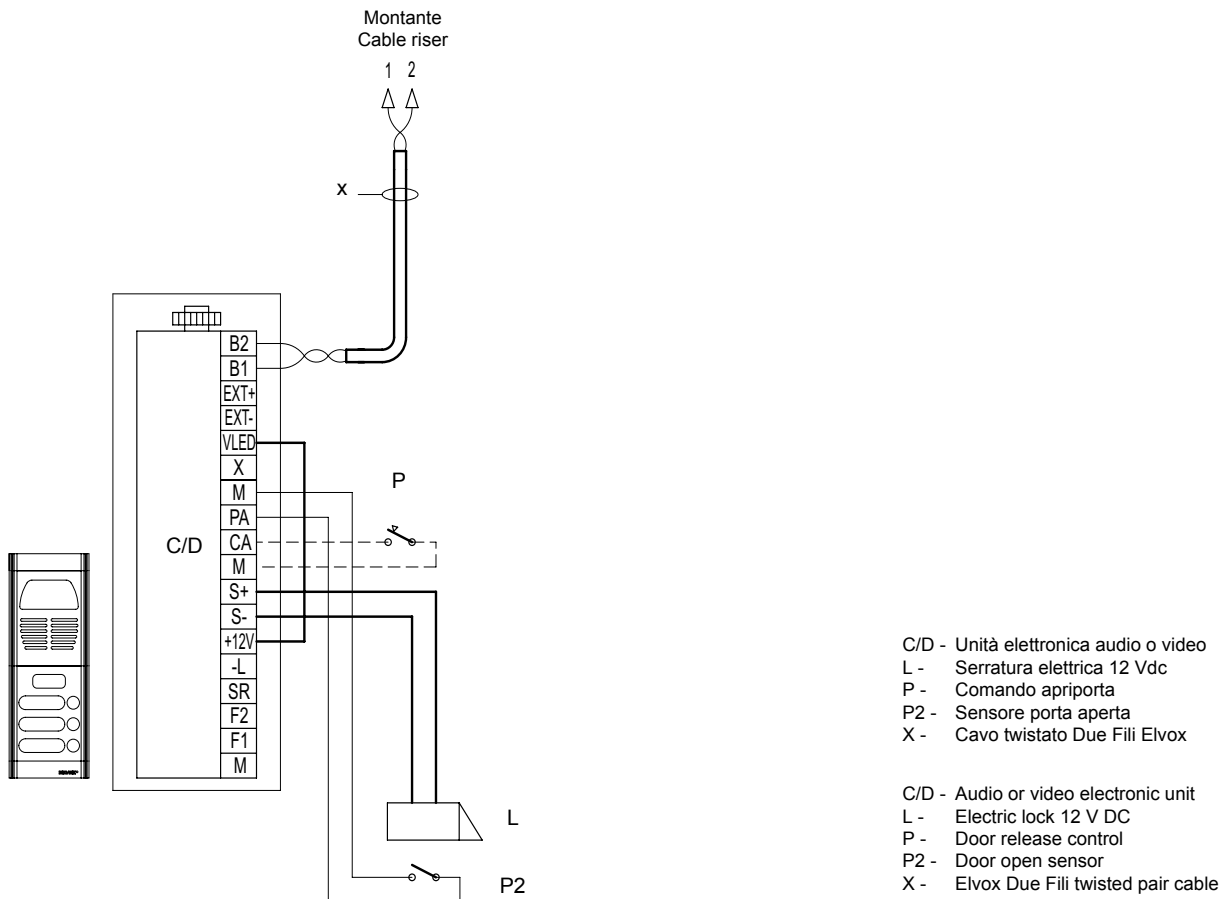 Montante
Cable riser
1 2
x
B2
B1
EXT+
EXT-
VLED
X
M
PA
CA
M
S+
S-
+12V
-L
SR
F2
F1
M
C/D
P
L
P2
C/D - Unità elettronica audio o video
L - Serratura elettrica 12 Vdc
P - Comando apriporta
P2 - Sensore porta aperta
X - Cavo twistato Due Fili Elvox
C/D - Audio or video electronic unit
L - Electric lock 12 V DC
P - Door release control
P2 - Door open sensor
X - Elvox Due Fili twisted pair cable